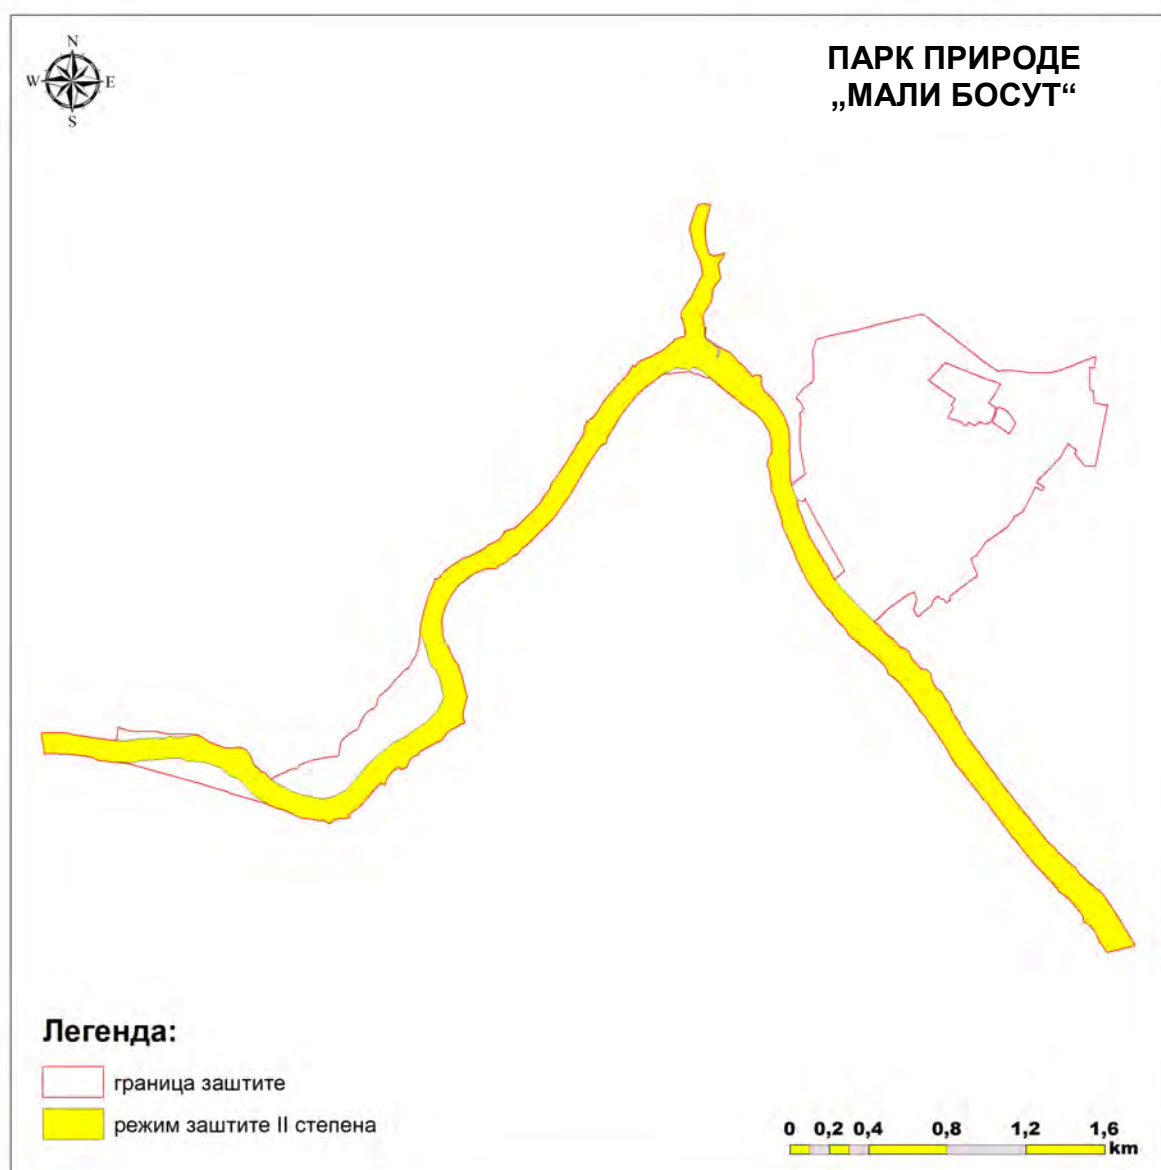 N
W E
S
ПАРК ПРИРОДЕ
„МАЛИ БОСУТ“
Легенда:
граница заштите
режим заштите II степена
0 0,2 0,4 0,8 1,2 1,6
km